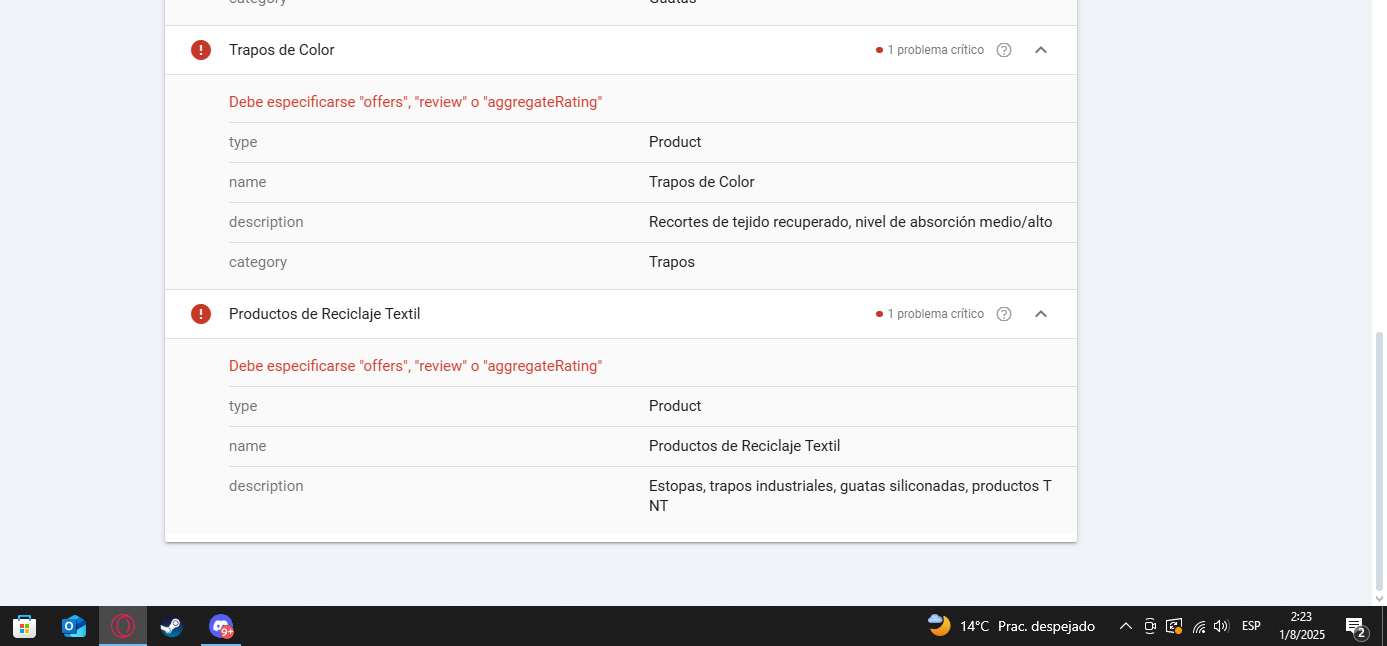 category Guatas
Trapos de Color 1 problema crítico
Debe especificarse "offers", "review" o "aggregateRating"
type Product
name Trapos de Color
description Recortes de tejido recuperado, nivel de absorción medio/alto
category Trapos
Productos de Reciclaje Textil 1 problema crítico
Debe especificarse "offers", "review" o "aggregateRating"
type Product
name Productos de Reciclaje Textil
description Estopas, trapos industriales, guatas siliconadas, productos T
NT
9+ 14°C Prac. despejado ESP 2:23
1/8/2025 2